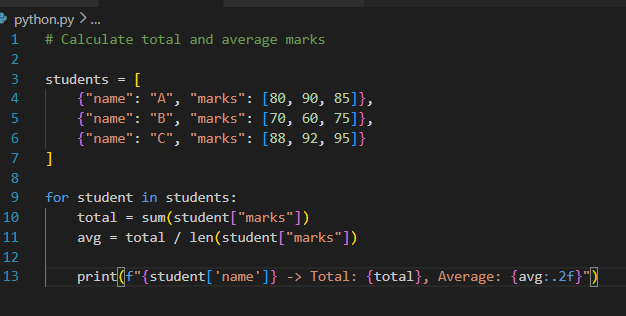 python.py > ...
1 # Calculate total and average marks
2
3 students = [
4     {"name": "A", "marks": [80, 90, 85]},
5     {"name": "B", "marks": [70, 60, 75]},
6     {"name": "C", "marks": [88, 92, 95]}
7 ]
8
9 for student in students:
10     total = sum(student["marks"])
11     avg = total / len(student["marks"])
12
13     print(f"{student['name']} -> Total: {total}, Average: {avg:.2f}")